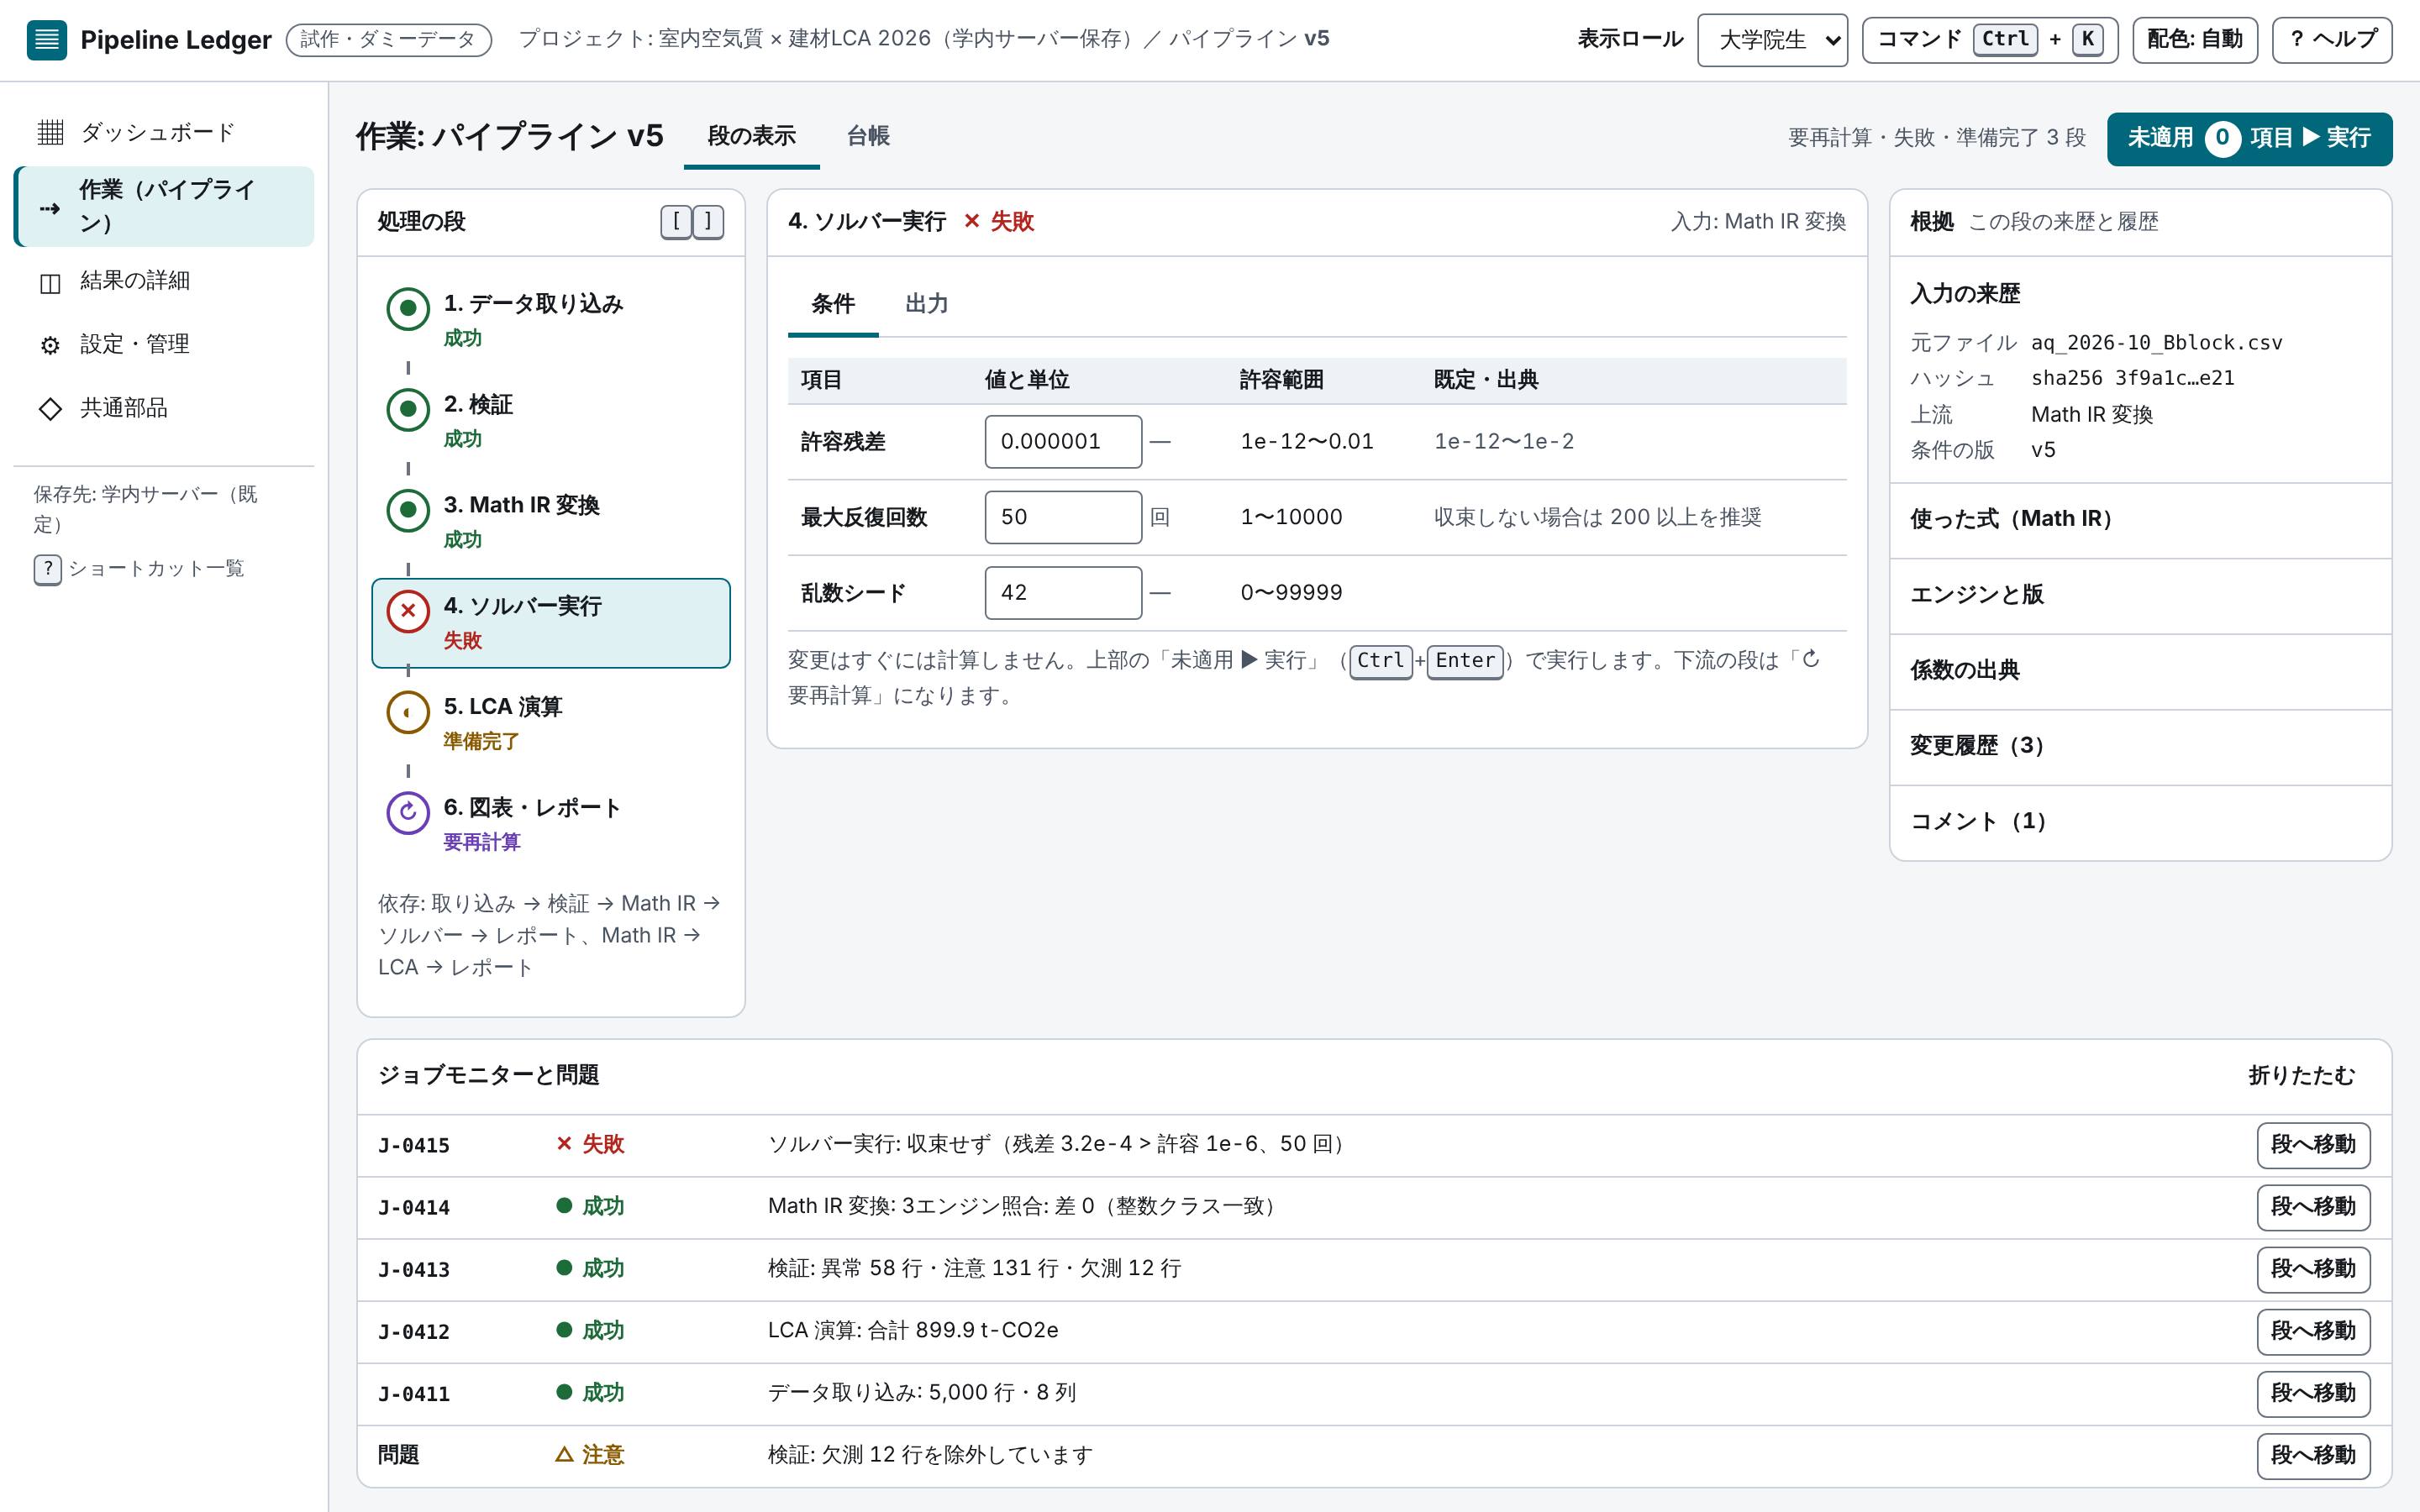 Pipeline Ledger 試作・ダミーデータ プロジェクト: 室内空気質 × 建材LCA 2026（学内サーバー保存）／ パイプライン v5 表示ロール 大学院生 コマンド Ctrl + K 配色: 自動 ? ヘルプ
ダッシュボード
作業（パイプライ
ン）
結果の詳細
設定・管理
共通部品
保存先: 学内サーバー（既
定）
? ショートカット一覧
作業: パイプライン v5 段の表示 台帳 要再計算・失敗・準備完了 3 段 未適用 0 項目 ▶ 実行
処理の段 [ ]
1. データ取り込み
成功
2. 検証
成功
3. Math IR 変換
成功
4. ソルバー実行
失敗
5. LCA 演算
準備完了
6. 図表・レポート
要再計算
依存: 取り込み → 検証 → Math IR →
ソルバー → レポート、Math IR →
LCA → レポート
4. ソルバー実行 ✕ 失敗 入力: Math IR 変換
条件 出力
項目 値と単位 許容範囲 既定・出典
許容残差 0.000001 — 1e-12〜0.01 1e-12〜1e-2
最大反復回数 50 回 1〜10000 収束しない場合は 200 以上を推奨
乱数シード 42 — 0〜99999
変更はすぐには計算しません。上部の「未適用 ▶ 実行」（Ctrl+Enter）で実行します。下流の段は「↻
要再計算」になります。
根拠 この段の来歴と履歴
入力の来歴
元ファイル aq_2026-10_Bblock.csv
ハッシュ sha256 3f9a1c…e21
上流 Math IR 変換
条件の版 v5
使った式（Math IR）
エンジンと版
係数の出典
変更履歴（3）
コメント（1）
ジョブモニターと問題 折りたたむ
J-0415 ✕ 失敗 ソルバー実行: 収束せず（残差 3.2e-4 > 許容 1e-6、50 回） 段へ移動
J-0414 ● 成功 Math IR 変換: 3エンジン照合: 差 0（整数クラス一致） 段へ移動
J-0413 ● 成功 検証: 異常 58 行・注意 131 行・欠測 12 行 段へ移動
J-0412 ● 成功 LCA 演算: 合計 899.9 t-CO2e 段へ移動
J-0411 ● 成功 データ取り込み: 5,000 行・8 列 段へ移動
問題 △ 注意 検証: 欠測 12 行を除外しています 段へ移動